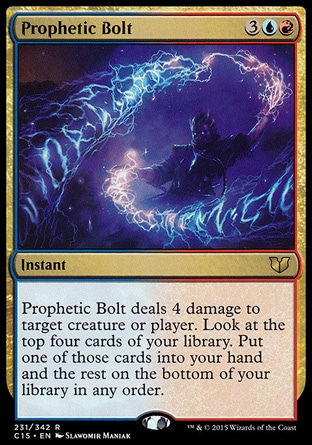 Prophetic Bolt 3
Instant
Prophetic Bolt deals 4 damage to
target creature or player. Look at the
top four cards of your library. Put
one of those cards into your hand
and the rest on the bottom of your
library in any order.
231/342 R
C15 • EN Slawomir Maniak
™ & © 2015 Wizards of the Coast